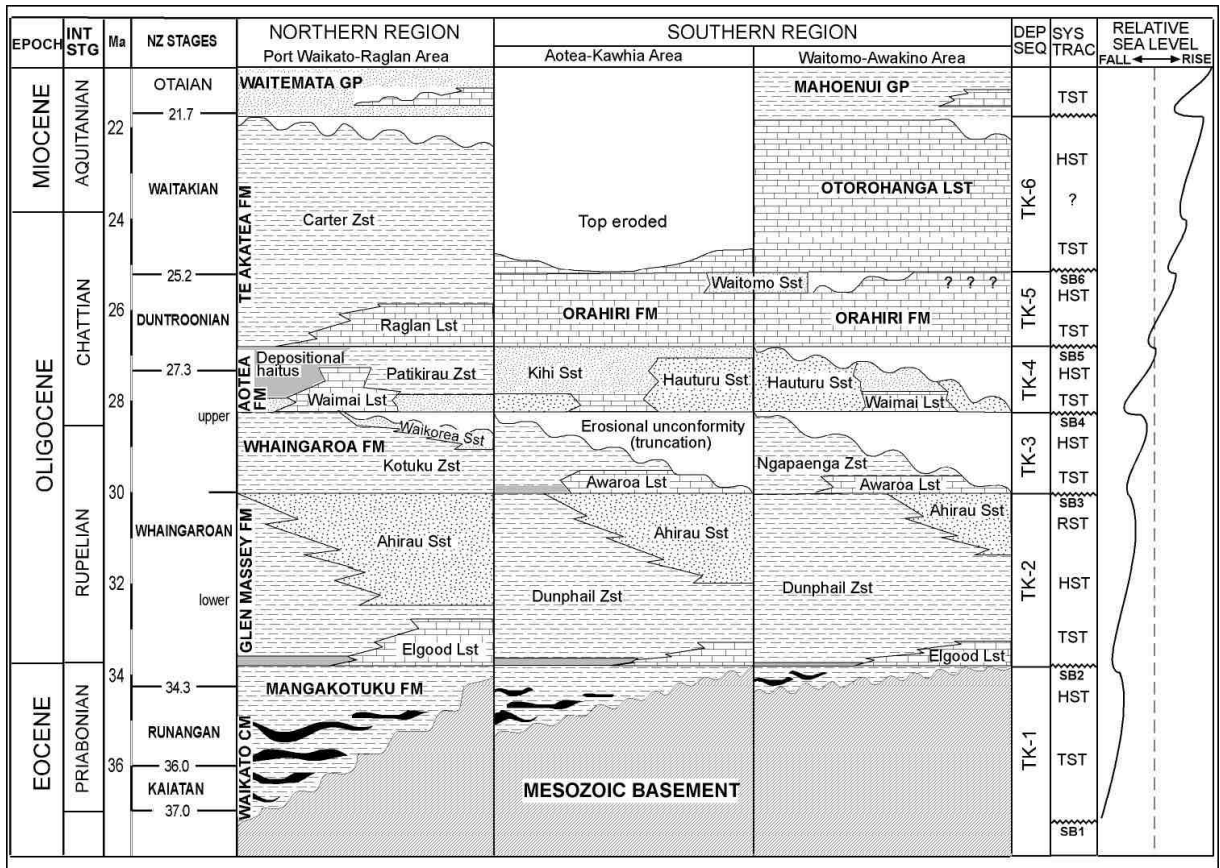 EPOCH
INT
STG
Ma
NZ STAGES
NORTHERN REGION
Port Waikato-Raglan Area
SOUTHERN REGION
Aotea-Kawhia Area
Waitomo-Awakino Area
DEP
SEQ
SYS
TRAC
RELATIVE
SEA LEVEL
FALL
RISE
MIOCENE
OLIGOCENE
EOCENE
AQUITANIAN
CHATTIAN
RUPELIAN
PRIABONIAN
22
24
26
28
30
32
34
36
OTAIAN
21.7
WAITAKIAN
25.2
DUNTROONIAN
27.3
upper
WHAINGAROAN
lower
34.3
RUNANGAN
36.0
KAIATAN
37.0
WAITEMATA GP
TE AKATEA FM
Carter Zst
Raglan Lst
AOTEA
FM
Depositional
haitus
Patikirau Zst
Waimai Lst
Waikorea Sst
WHAINGAROA FM
Kotuku Zst
GLEN MASSEY FM
Ahirau Sst
Elgood Lst
MANGAKOTUKU FM
WAIKATO CM
Top eroded
Waitomo Sst
ORAHIRI FM
Kihi Sst
Hauturu Sst
Erosional unconformity
(truncation)
Awaroa Lst
Ahirau Sst
Dunphail Zst
MESOZOIC BASEMENT
MAHOENUI GP
OTOROHANGA LST
? ? ?
ORAHIRI FM
Hauturu Sst
Waimai Lst
Ngapaenga Zst
Awaroa Lst
Ahirau Sst
Dunphail Zst
Elgood Lst
TK-6
TK-5
TK-4
TK-3
TK-2
TK-1
TST
HST
?
TST
SB6
HST
TST
SB5
HST
TST
SB4
HST
TST
SB3
RST
HST
TST
SB2
HST
TST
SB1